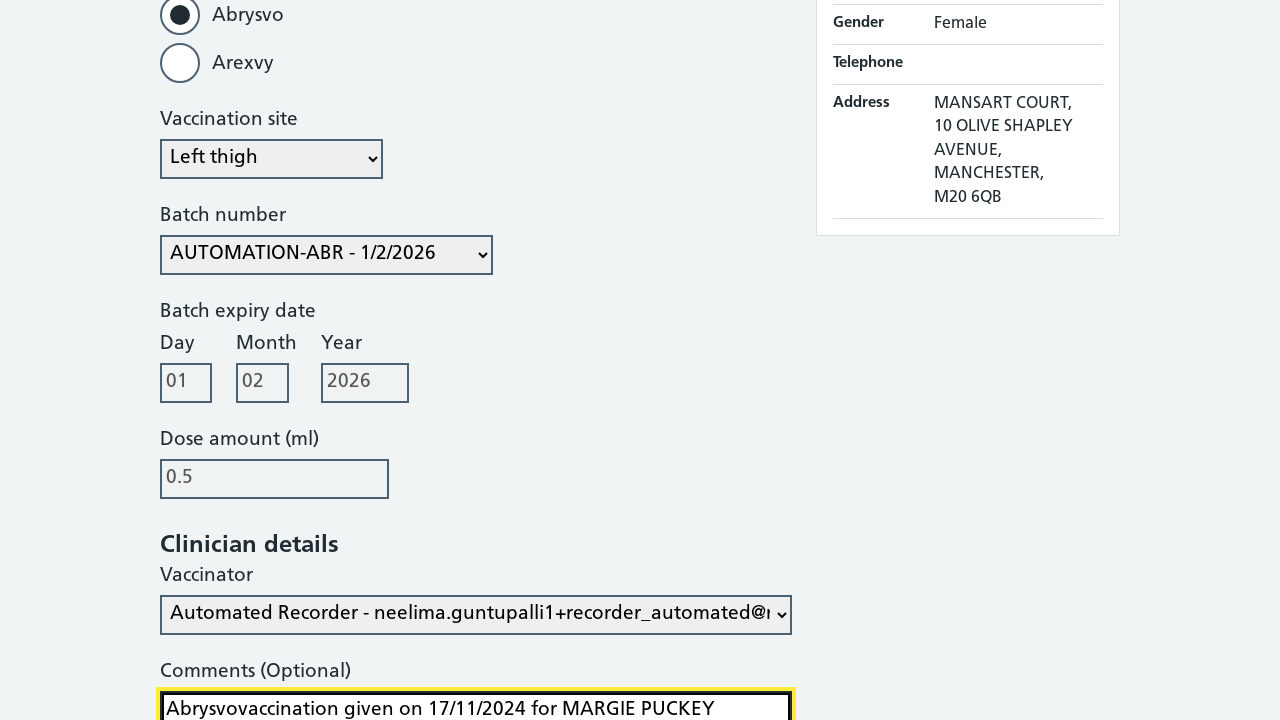 Abrysvo
Arexvy
Vaccination site
Left thigh
Batch number
AUTOMATION-ABR - 1/2/2026
Batch expiry date
Day Month Year
01 02 2026
Dose amount (ml)
0.5
Clinician details
Vaccinator
Automated Recorder - neelima.guntupalli1+recorder_automated@
Comments (Optional)
Abrysvovaccination given on 17/11/2024 for MARGIE PUCKEY
Gender Female
Telephone
Address MANSART COURT,
10 OLIVE SHAPLEY
AVENUE,
MANCHESTER,
M20 6QB